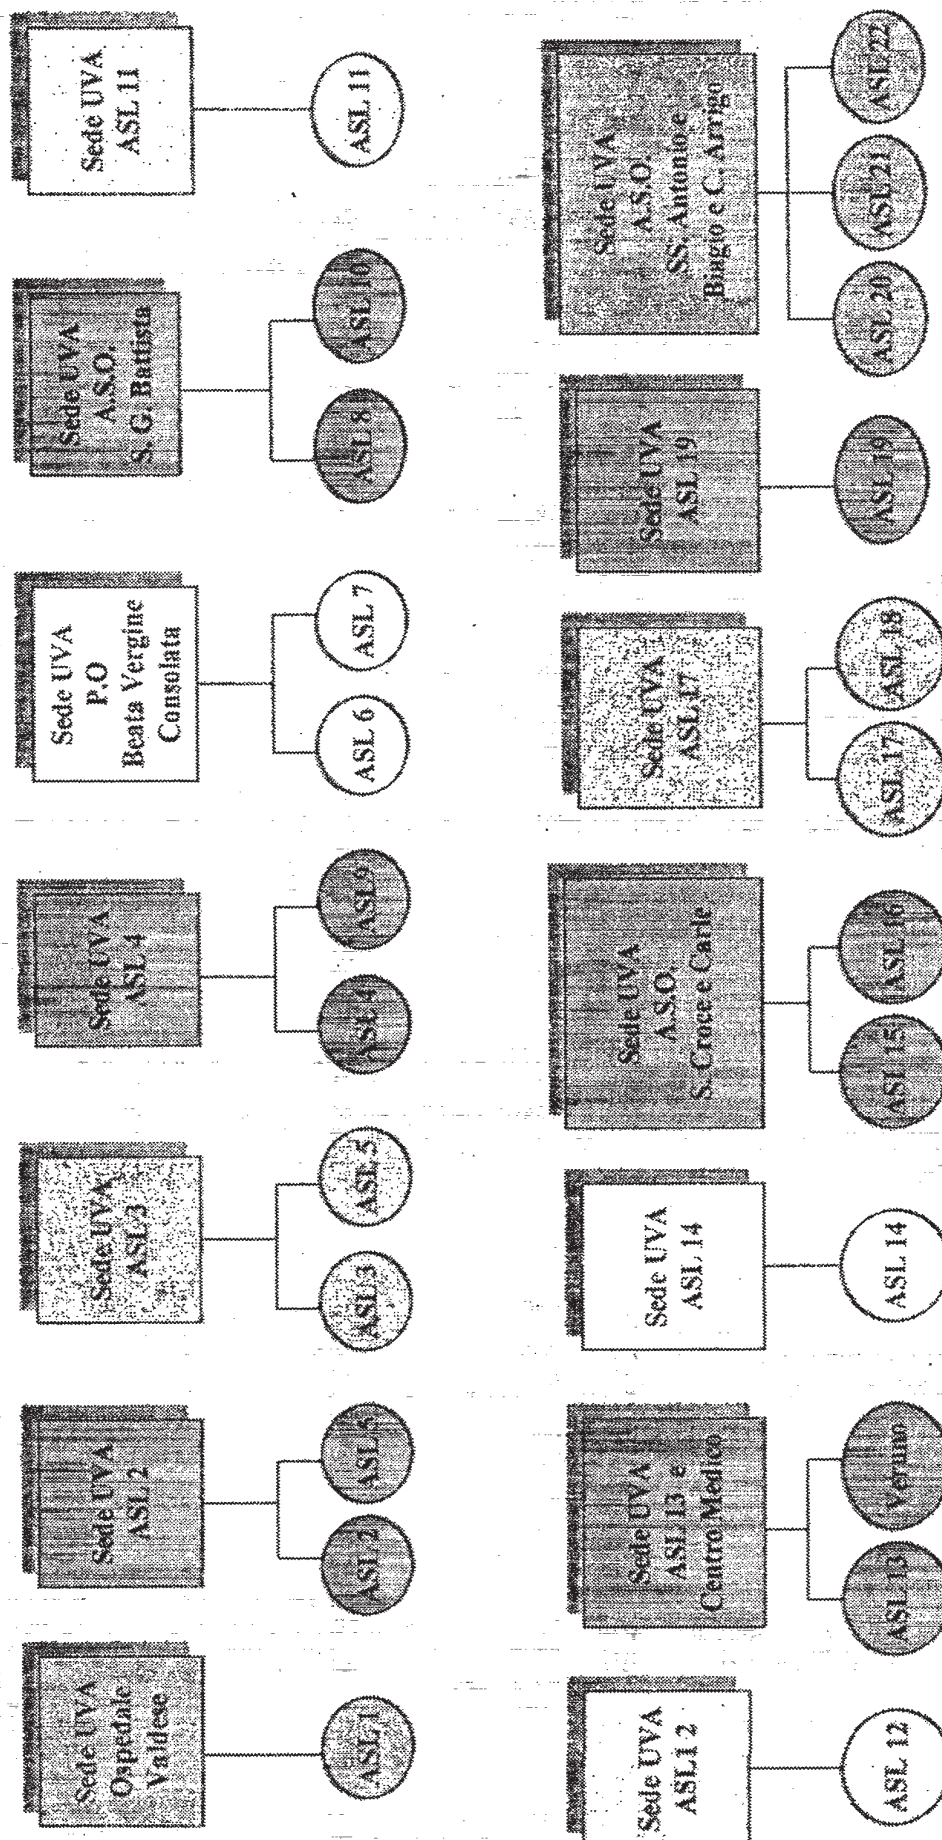 Sede UVA
Ospedale
Valdese
ASL 1
Sede UVA
ASL 2
ASL 2
ASL 5
Sede UVA
ASL 3
ASL 3
ASL 5
Sede UVA
ASL 4
ASL 4
ASL 9
Sede UVA
P.O
Beata Vergine
Consolata
ASL 6
ASL 7
Sede UVA
A.S.O.
S. G. Battista
ASL 8
ASL 10
Sede UVA
ASL 11
ASL 11
Sede UVA
ASL1 2
ASL 12
Sede UVA
ASL 13 e
Centro Medico
ASL 13
Veruno
Sede UVA
ASL 14
ASL 14
Sede UVA
A.S.O.
S. Croce e Carle
ASL 15
ASL 16
Sede UVA
ASL 17
ASL 17
ASL 18
Sede UVA
ASL 19
ASL 19
Sede UVA
A.S.O.
SS. Antonio e
Biagio e C. Arrigo
ASL 20
ASL 21
ASL 22